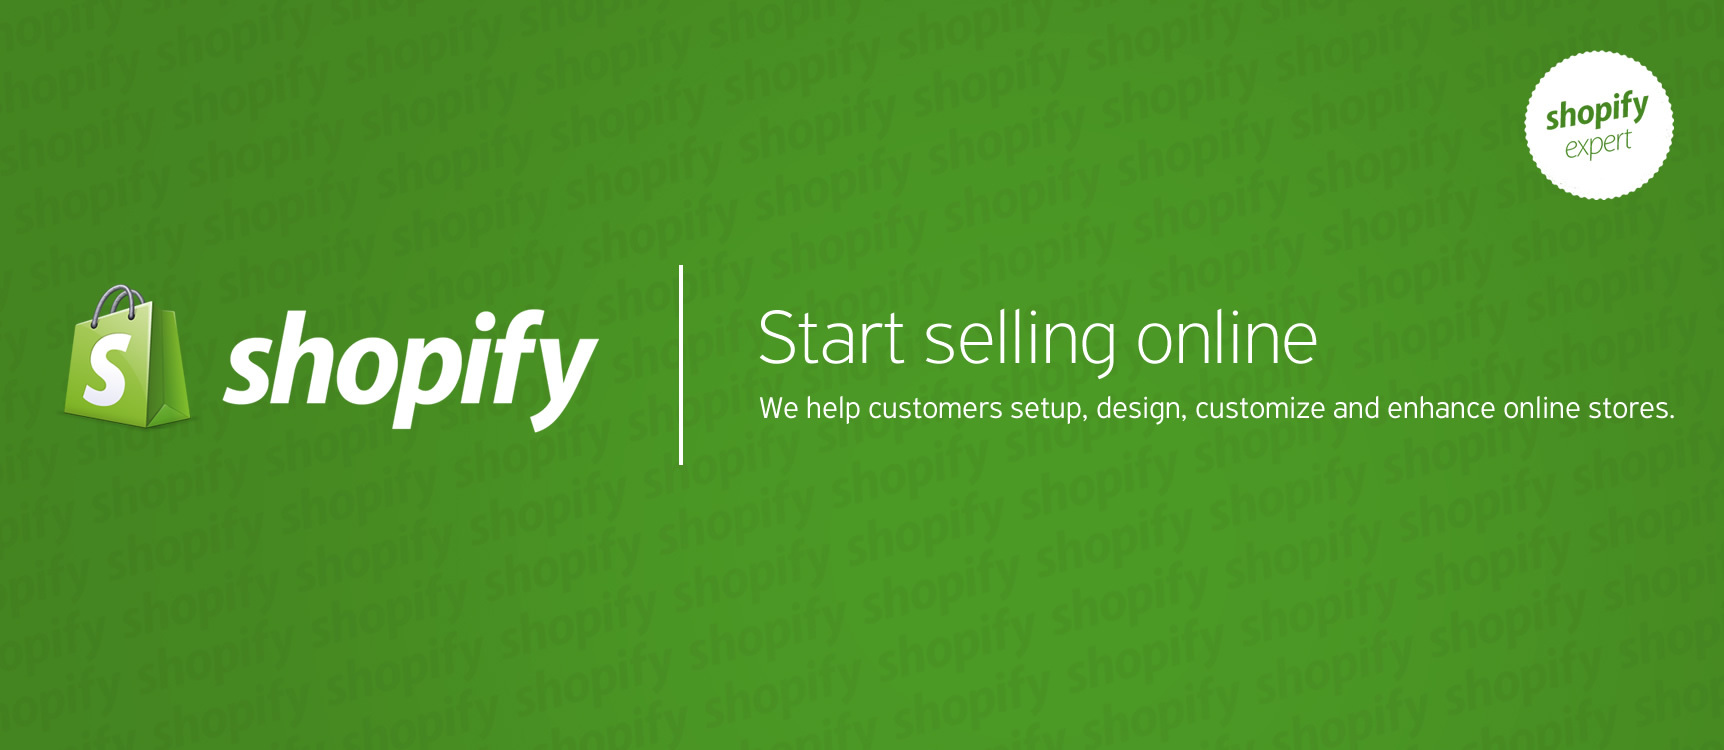 shopify
expert
S
shopify
Start selling online
We help customers setup, design, customize and enhance online stores.